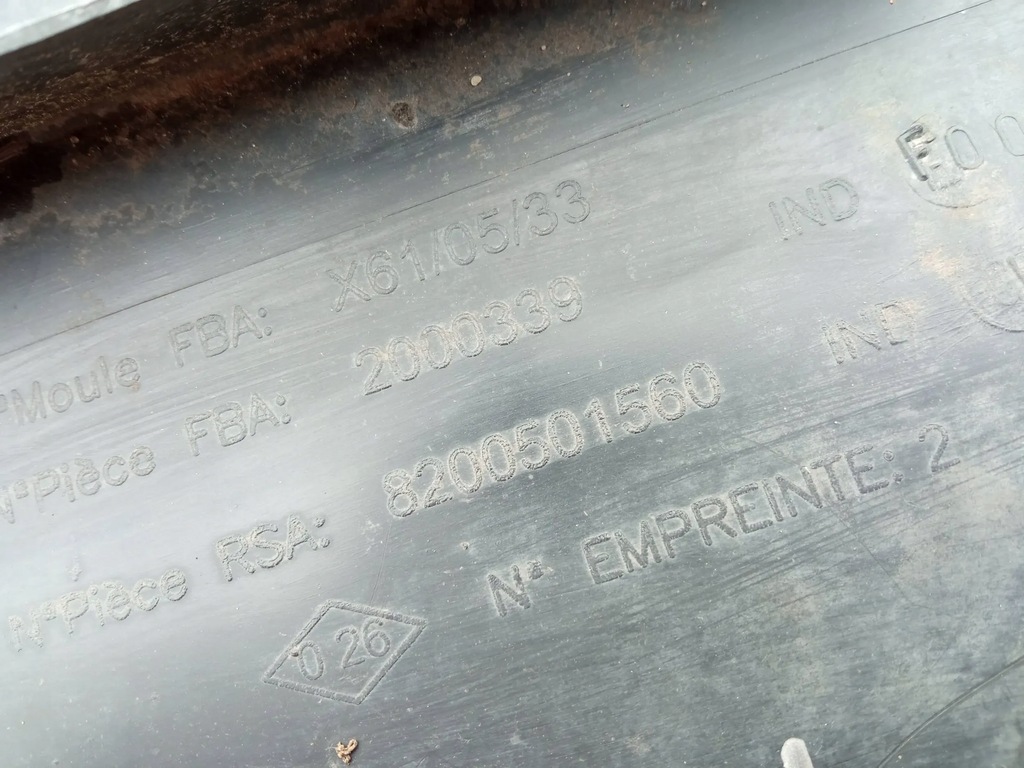 N°Moule FBA: X61/05/33 IND
N°Pièce FBA: 2000339 IND
N°Pièce RSA: 8200501560
0 26 N° EMPREINTE: 2